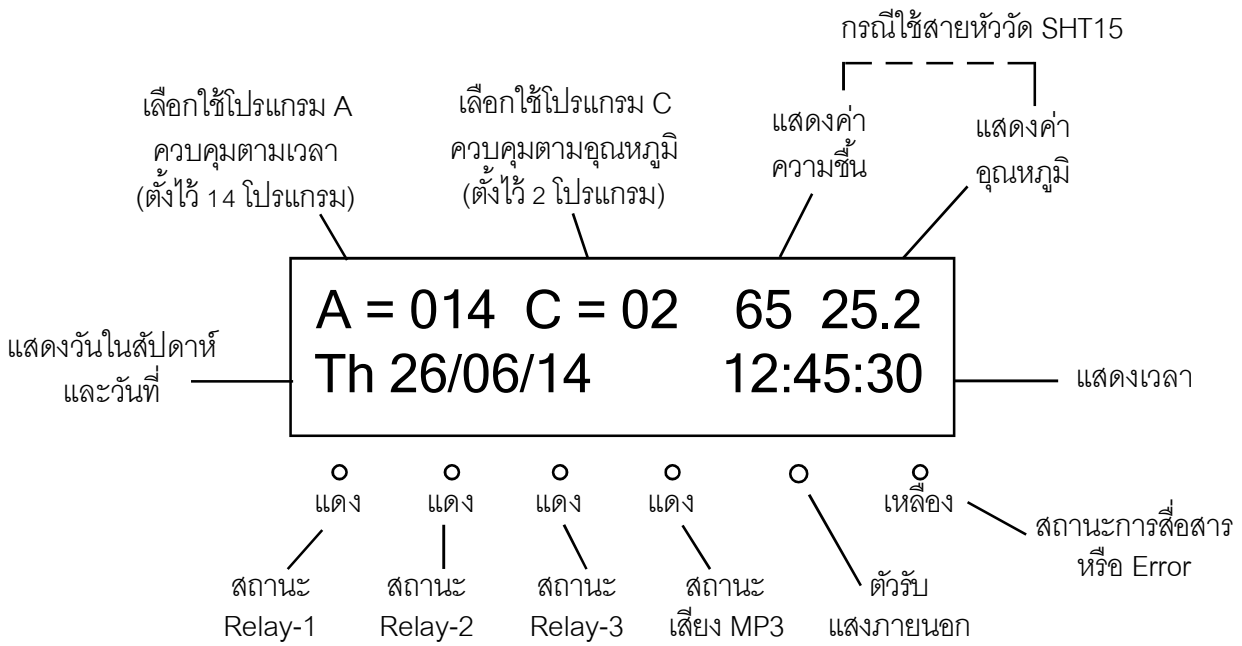 กรณีใช้สายหัววัด SHT15
เลือกใช้โปรแกรม A
ควบคุมตามเวลา
(ตั้งไว้ 14 โปรแกรม)
เลือกใช้โปรแกรม C
ควบคุมตามอุณหภูมิ
(ตั้งไว้ 2 โปรแกรม)
แสดงค่า
ความชื้น
แสดงค่า
อุณหภูมิ
A = 014 C = 02 65 25.2
Th 26/06/14 12:45:30
แสดงวันในสัปดาห์
และวันที่
แสดงเวลา
แดง แดง แดง แดง เหลือง
สถานะ
Relay-1
สถานะ
Relay-2
สถานะ
Relay-3
สถานะ
เสียง MP3
ตัวรับ
แสงภายนอก
สถานะการสื่อสาร
หรือ Error